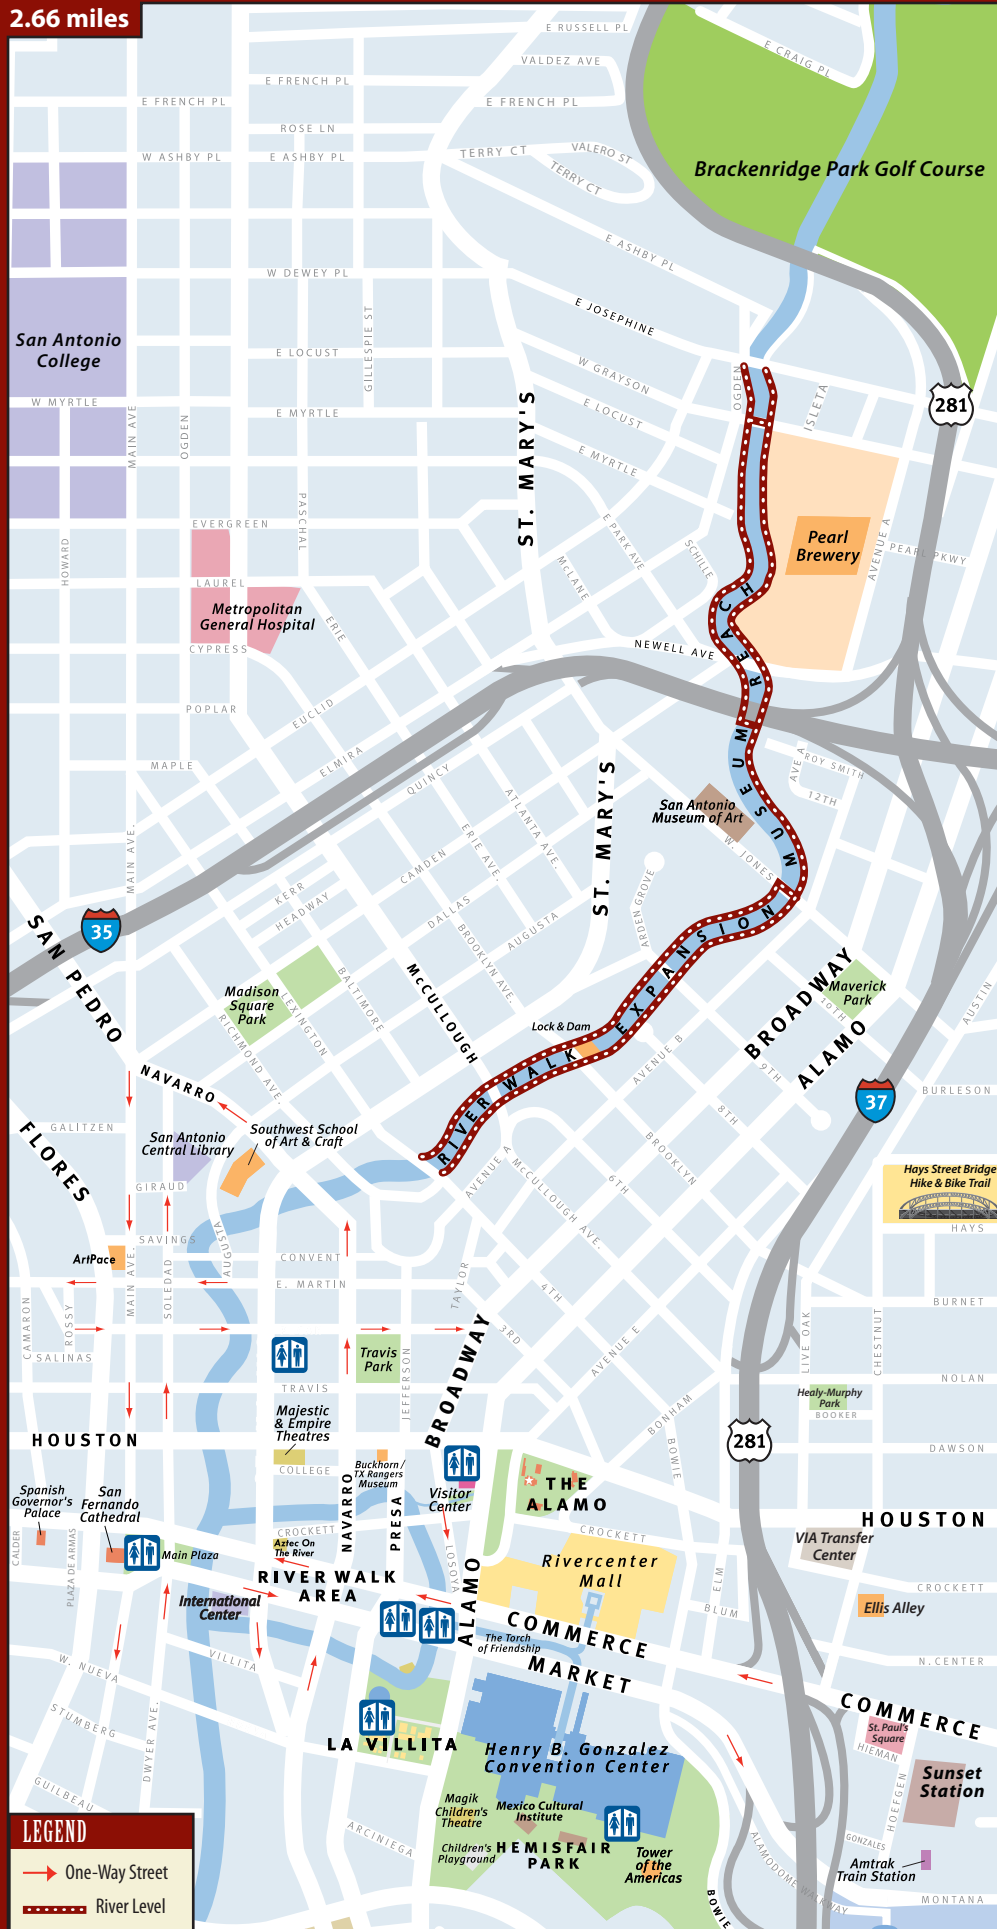 2.66 miles
E RUSSELL PL
E CRAIG PL
VALDEZ AVE
E FRENCH PL
E FRENCH PL
E FRENCH PL
ROSE LN
W ASHBY PL
E ASHBY PL
TERRY CT
VALERO ST
TERRY CT
Brackenridge Park Golf Course
E ASHBY PL
W DEWEY PL
E JOSEPHINE
GILLESPIE ST
San Antonio
College
E LOCUST
W GRAYSON
OGDEN
ISLETA
281
W MYRTLE
E MYRTLE
E LOCUST
MAIN AVE
OGDEN
ST. MARY'S
E MYRTLE
PASCHAL
EVERGREEN
HOWARD
E PARK AVE
SCHILLE
Pearl
Brewery
AVENUE A
PEARL PKWY
McLANE
LAUREL
Metropolitan
General Hospital
ERIE
CYPRESS
NEWELL AVE
MUSEUM REACH
POPLAR
EUCLID
MAPLE
ELMIRA
QUINCY
ST. MARY'S
AVE A
ROY SMITH
12TH
San Antonio
Museum of Art
W. JONES
ATLANTA AVE.
ERIE AVE.
CAMDEN
MAIN AVE.
KERR
HEADWAY
DALLAS
AUGUSTA
BROOKLYN AVE.
ARDEN GROVE
35
SAN PEDRO
Madison
Square
Park
LEXINGTON
BALTIMORE
RICHMOND AVE.
McCULLOUGH
RIVER WALK EXPANSION
Lock & Dam
BROADWAY
Maverick
Park
10TH
ALAMO
AUSTIN
AVENUE B
9TH
NAVARRO
37
BURLESON
8TH
GALITZEN
FLORES
San Antonio
Central Library
Southwest School
of Art & Craft
BROOKLYN
Hays Street Bridge
Hike & Bike Trail
AVENUE A
McCULLOUGH AVE.
6TH
GIRAUD
HAYS
SAVINGS
AUGUSTA
ArtPace
CONVENT
E. MARTIN
MAIN AVE.
SOLEDAD
TAYLOR
4TH
BURNET
CAMARON
ROSSY
3RD
AVENUE E
LIVE OAK
CHESTNUT
SALINAS
Travis
Park
JEFFERSON
BROADWAY
TRAVIS
NOLAN
Healy-Murphy
Park
BOOKER
Majestic
& Empire
Theatres
BONHAM
BOWIE
HOUSTON
281
DAWSON
COLLEGE
Buckhorn /
TX Rangers
Museum
NAVARRO
PRESA
Visitor
Center
THE
ALAMO
Spanish
Governor's
Palace
San
Fernando
Cathedral
HOUSTON
CALDER
PLAZA DE ARMAS
Main Plaza
CROCKETT
Aztec On
The River
LOSOYA
ALAMO
CROCKETT
VIA Transfer
Center
Rivercenter
Mall
ELM
BLUM
RIVER WALK
AREA
International
Center
CROCKETT
Ellis Alley
COMMERCE
The Torch
of Friendship
MARKET
VILLITA
W. NUEVA
N.CENTER
STUMBERG
DWYER AVE.
COMMERCE
LA VILLITA
Henry B. Gonzalez
Convention Center
St. Paul's
Square
HIEMAN
Sunset
Station
HOEFGEN
GUILBEAU
Magik
Children's
Theatre
Mexico Cultural
Institute
ARCINIEGA
Children's
Playground
HEMISFAIR
PARK
Tower
of the
Americas
ALAMODOME WALKWAY
GONZALES
Amtrak
Train Station
BOWIE
MONTANA
LEGEND
One-Way Street
River Level